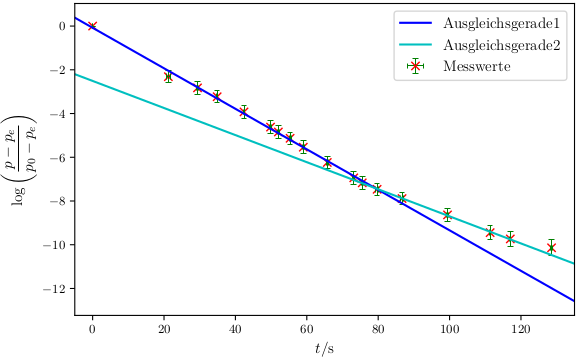 Ausgleichsgerade1
Ausgleichsgerade2
Messwerte
log(p − pₑ / p₀ − pₑ)
0
−2
−4
−6
−8
−10
−12
0 20 40 60 80 100 120
t/s